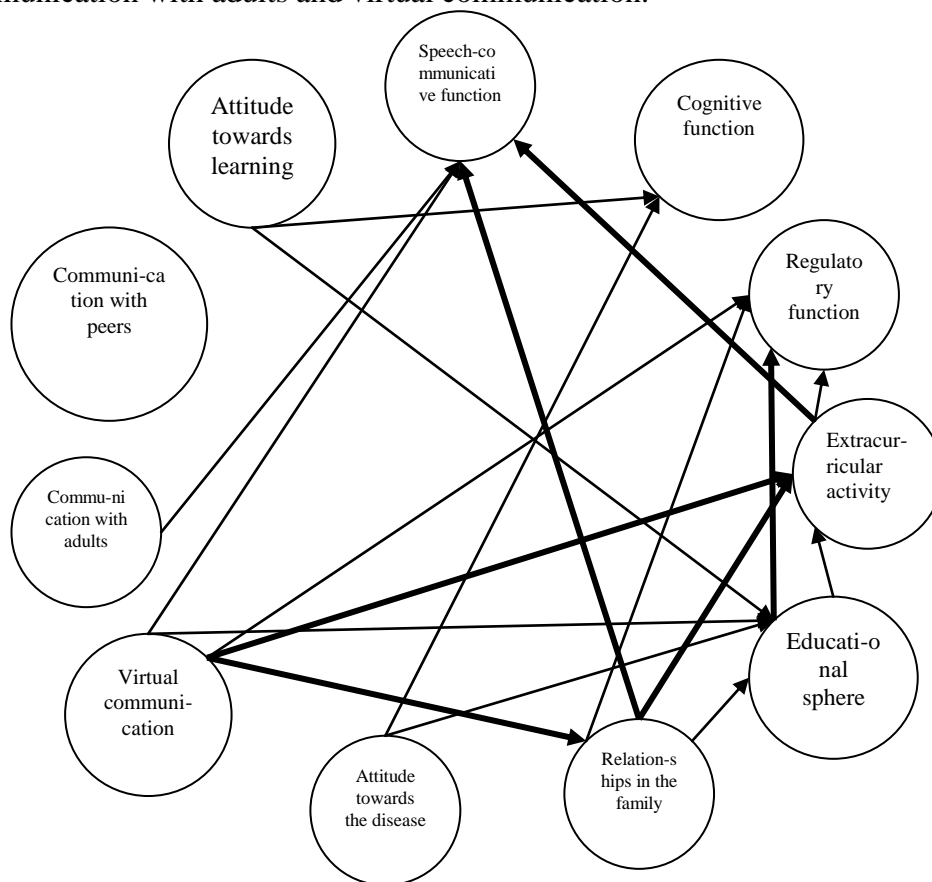 munication with adults and virtual communication.
Speech-co
mmunicati
ve function
Attitude
towards
learning
Cognitive
function
Communi-ca
tion with
peers
Regulato
ry
function
Extracur-
ricular
activity
Commu-ni
cation with
adults
Educati-o
nal
sphere
Virtual
communi-
cation
Relation-s
hips in the
family
Attitude
towards
the disease